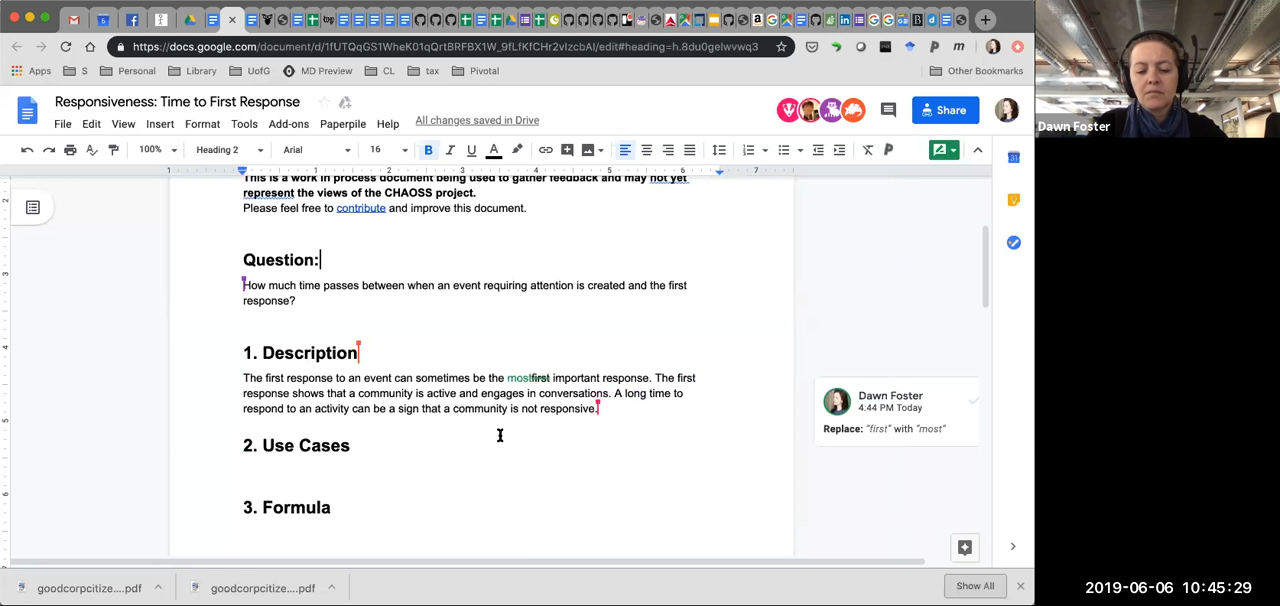 https://docs.google.com/document/d/1fUTQqGS1WheK01qQrtBRFBX1W_9fLfKfCHr2vIzcbAI/edit#heading=h.8du0gelwvwq3
Apps
S
Personal
Library
UofG
MD Preview
CL
tax
Pivotal
Other Bookmarks
Responsiveness: Time to First Response
File Edit View Insert Format Tools Add-ons Paperpile Help
All changes saved in Drive
Share
100%
Heading 2
Arial
16
This is a work in process document being used to gather feedback and may not yet
represent the views of the CHAOSS project.
Please feel free to contribute and improve this document.
Question:
How much time passes between when an event requiring attention is created and the first
response?
1. Description
The first response to an event can sometimes be the mostfirst important response. The first
response shows that a community is active and engages in conversations. A long time to
respond to an activity can be a sign that a community is not responsive.
2. Use Cases
3. Formula
Dawn Foster
4:44 PM Today
Replace: "first" with "most"
goodcorpcitize....pdf
goodcorpcitize....pdf
Show All
Dawn Foster
2019-06-06 10:45:29